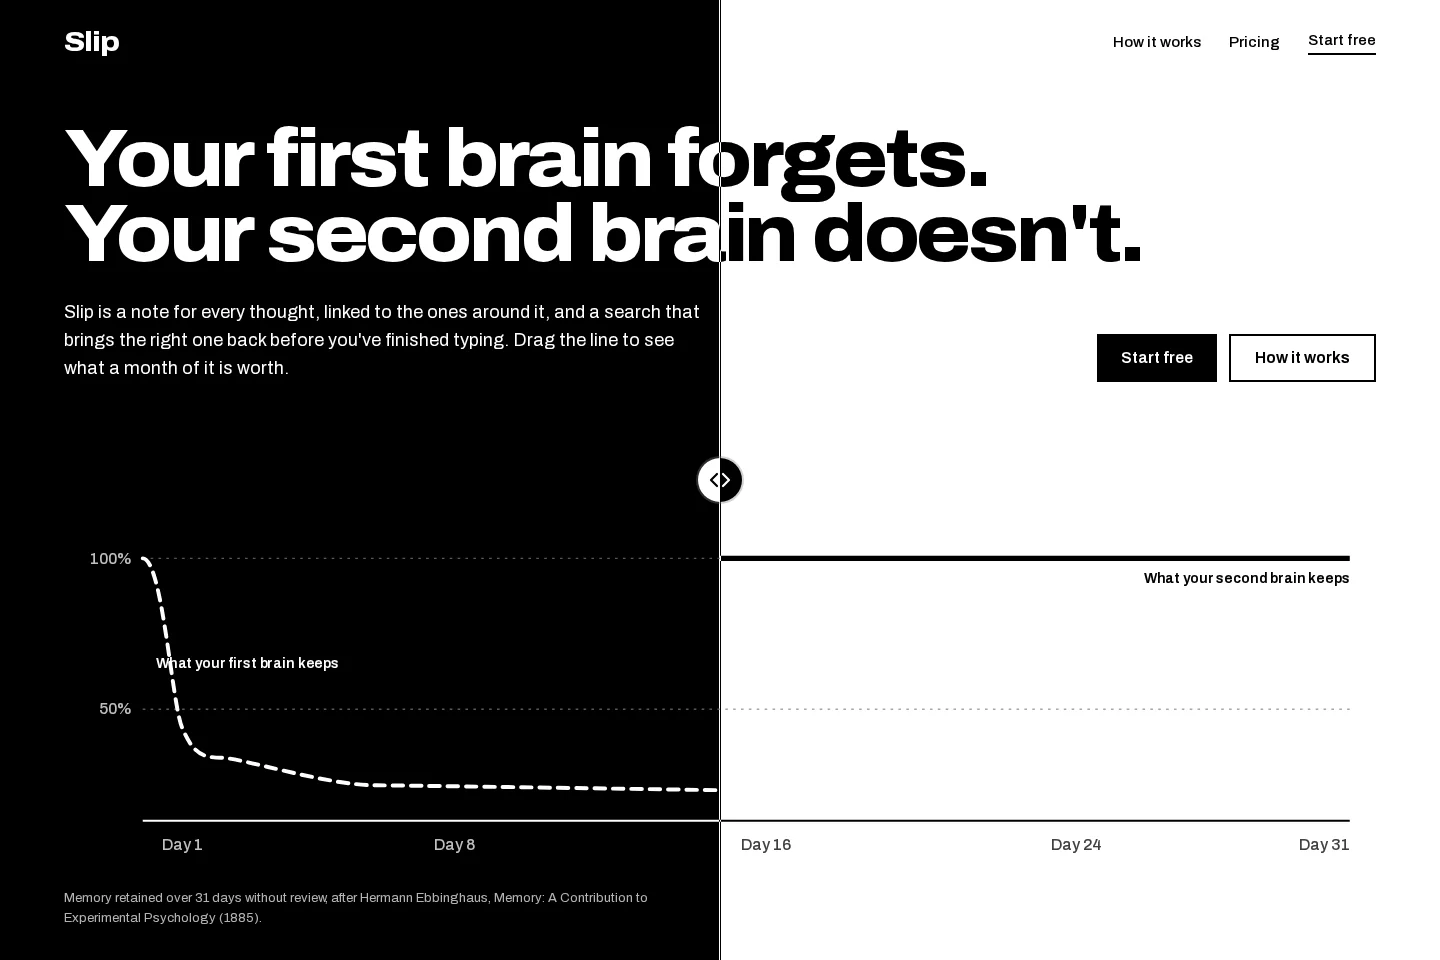 Slip
How it works
Pricing
Start free
Your first brain forgets.
Your second brain doesn't.
Slip is a note for every thought, linked to the ones around it, and a search that
brings the right one back before you've finished typing. Drag the line to see
what a month of it is worth.
Start free
How it works
100%
What your second brain keeps
What your first brain keeps
50%
Day 1
Day 8
Day 16
Day 24
Day 31
Memory retained over 31 days without review, after Hermann Ebbinghaus, Memory: A Contribution to
Experimental Psychology (1885).